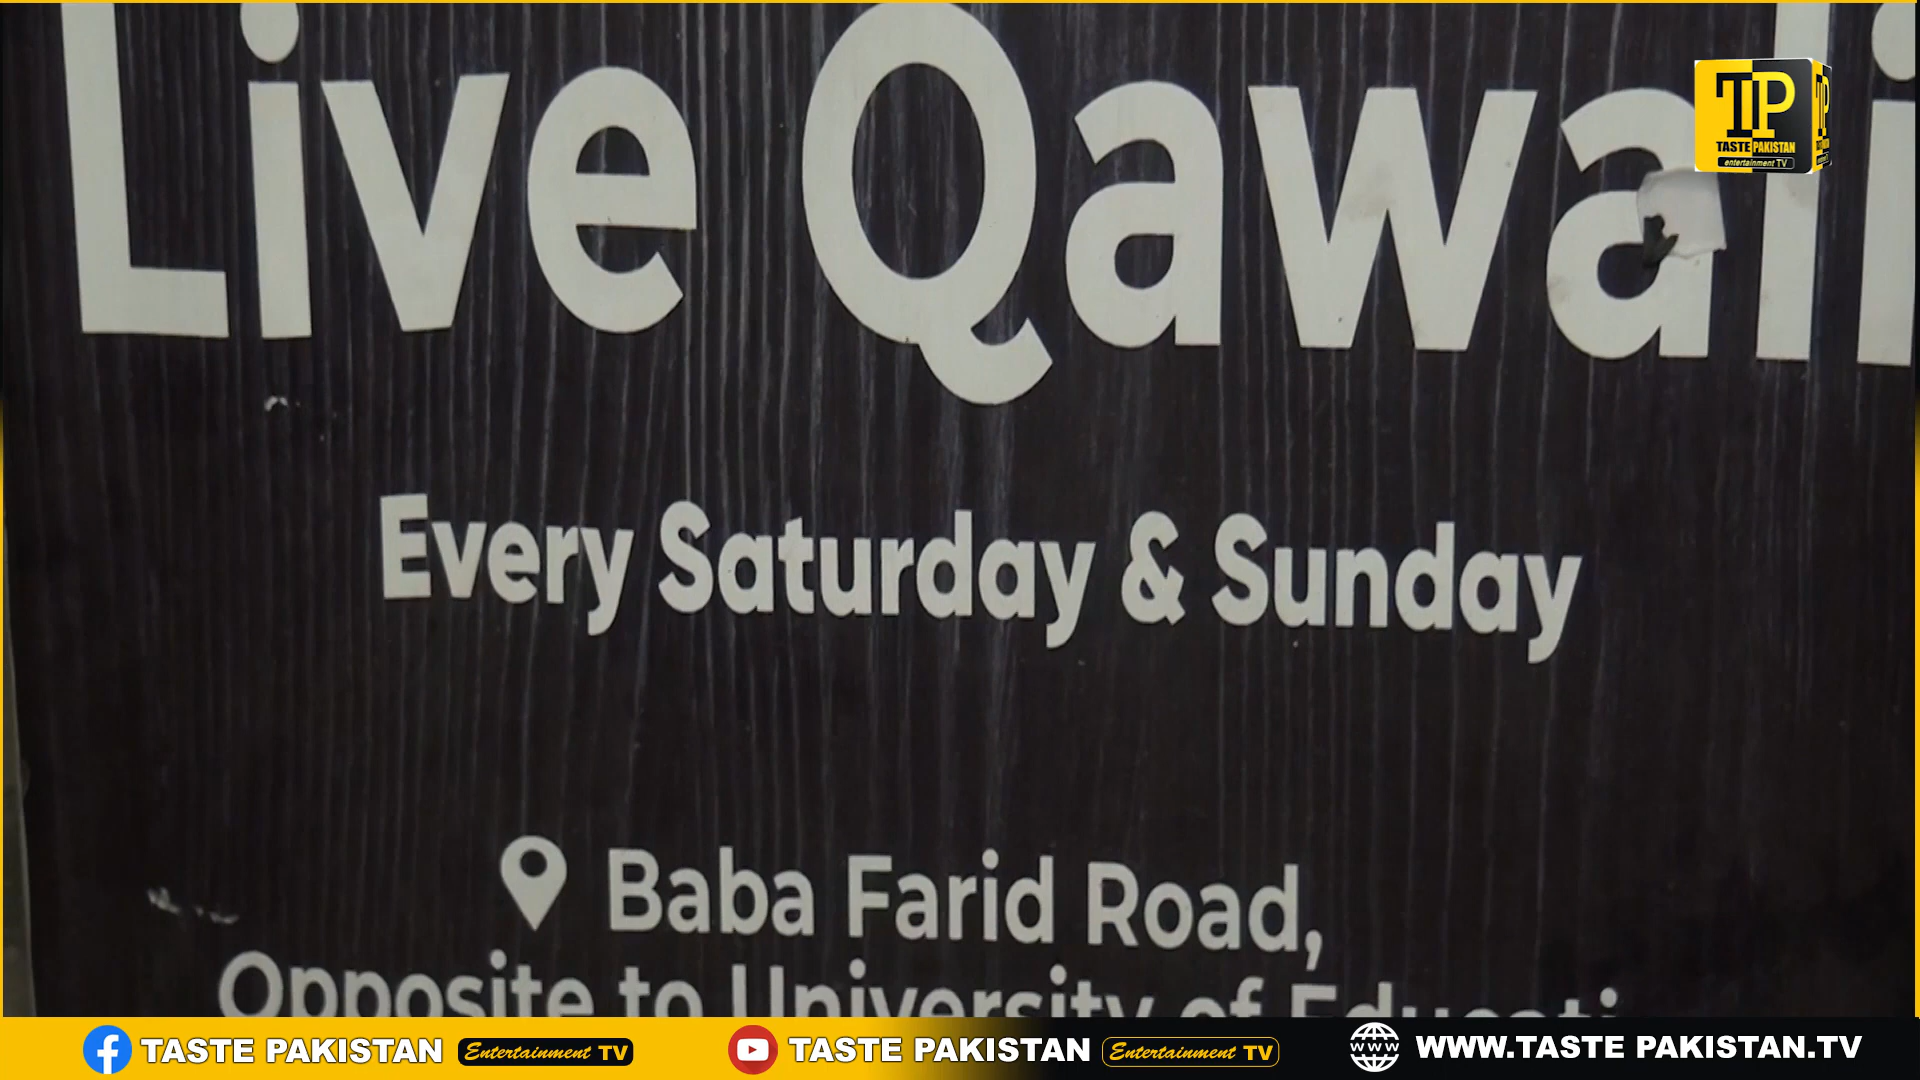 Live Qawali
TP
TASTE PAKISTAN
entertainment TV
Every Saturday & Sunday
Baba Farid Road,
Opposite to University of
TASTE PAKISTAN Entertainment TV
TASTE PAKISTAN Entertainment TV
WWW.TASTE PAKISTAN.TV